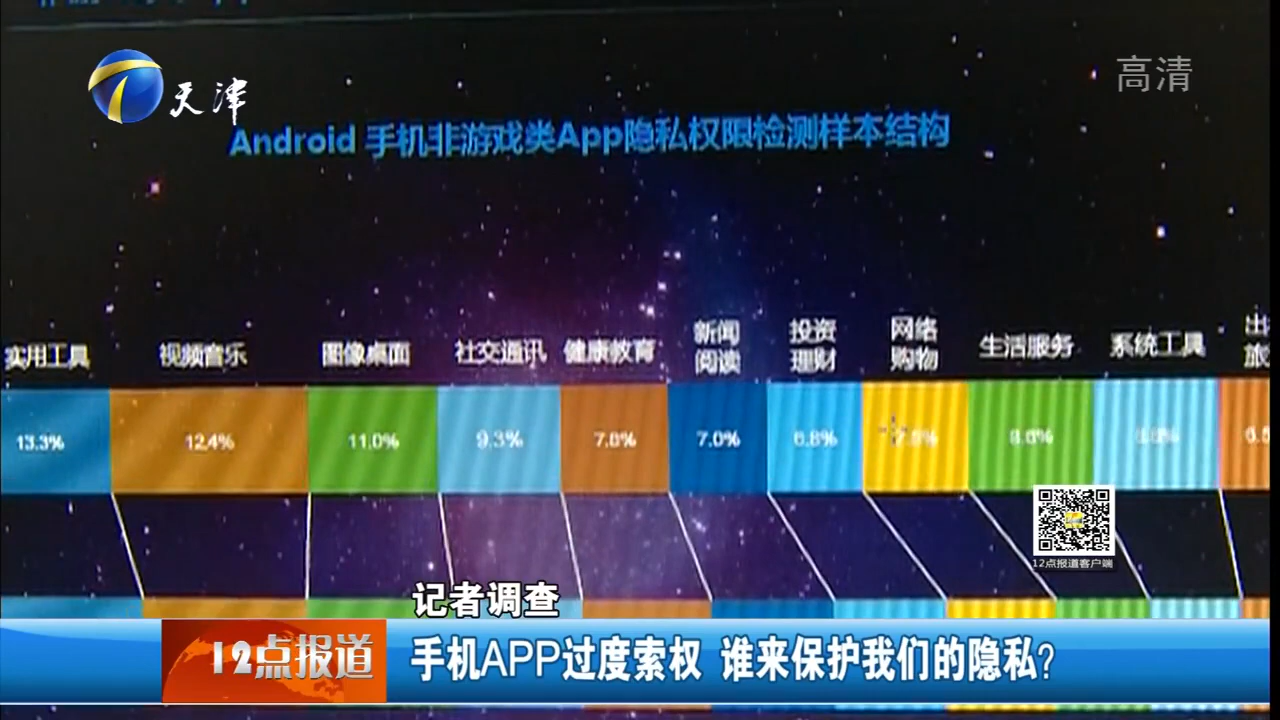 天津
高清
Android 手机非游戏类App隐私权限检测样本结构
实用工具
视频音乐
图像桌面
社交通讯
健康教育
新闻
阅读
投资
理财
网络
购物
生活服务
系统工具
13.3%
12.4%
11.0%
9.3%
7.8%
7.0%
6.8%
8.6%
12点报道客户端
记者调查
12点报道
手机APP过度索权 谁来保护我们的隐私?